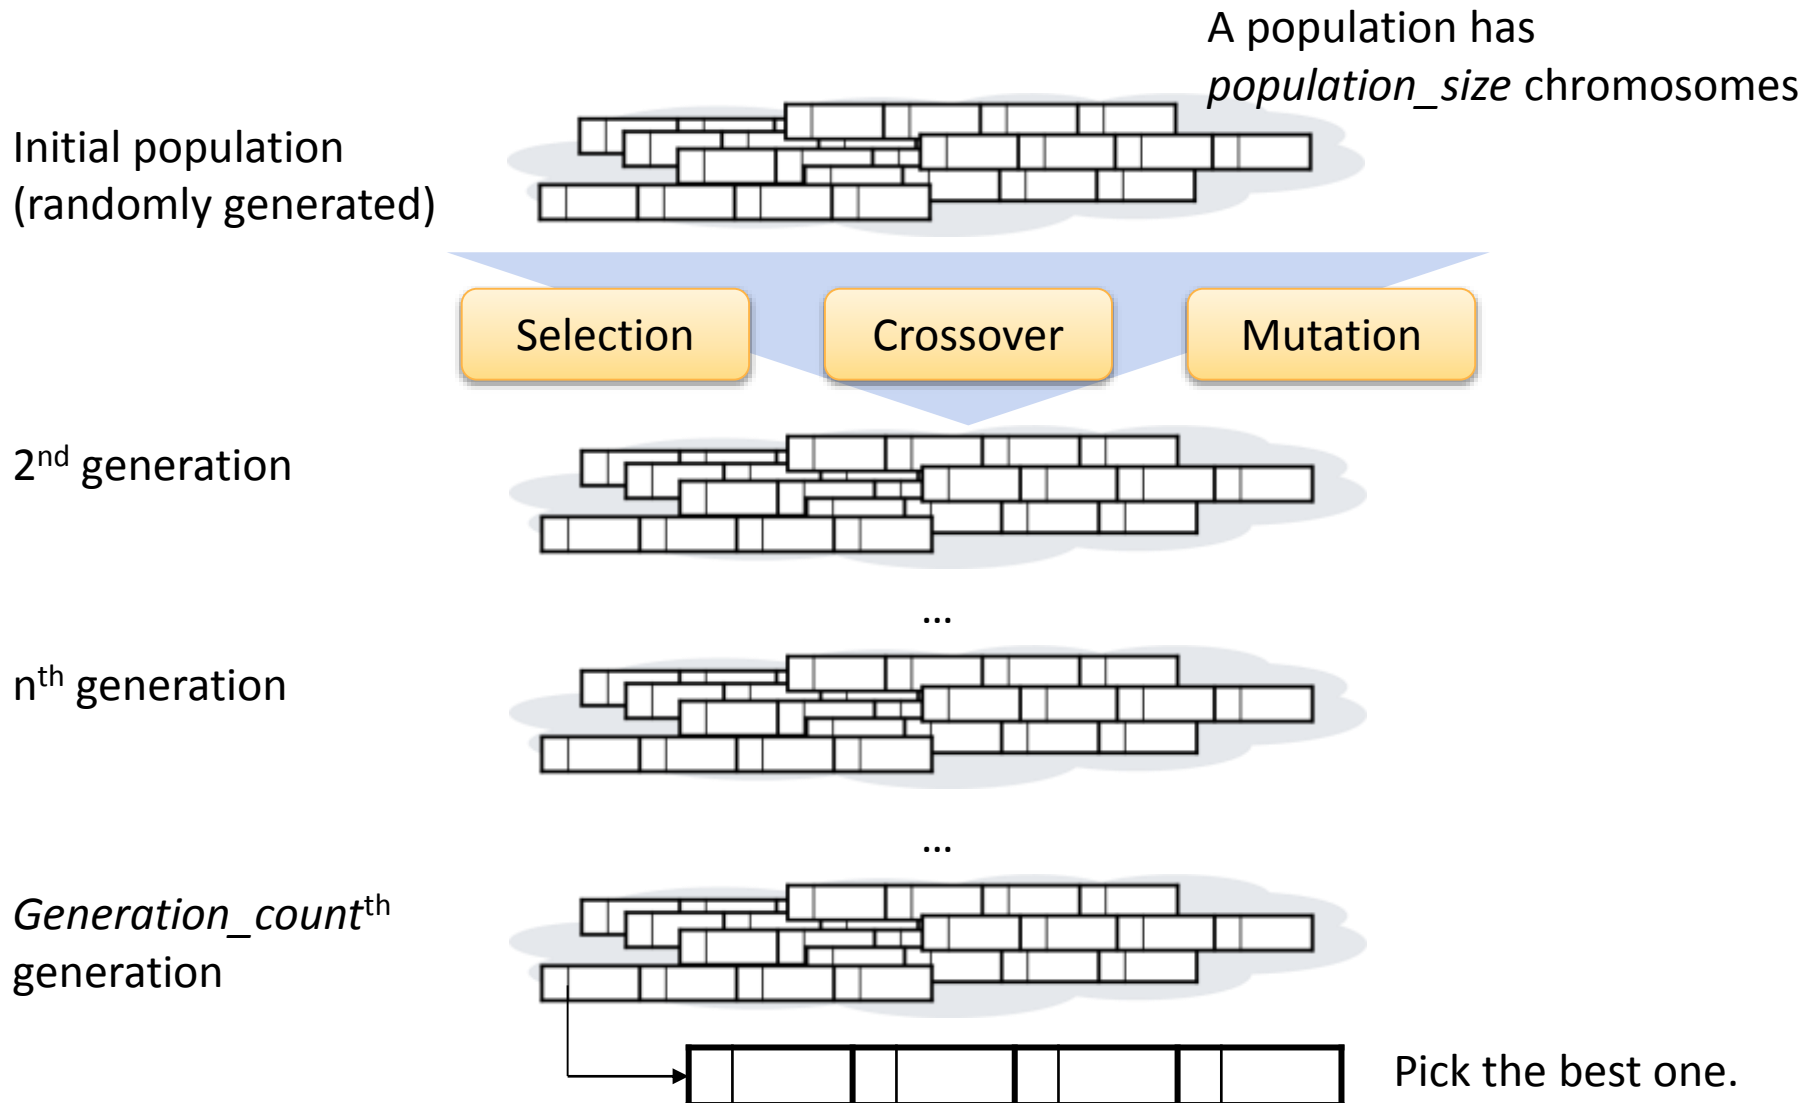 A population has
population_size chromosomes
Initial population
(randomly generated)
Selection
Crossover
Mutation
2nd generation
...
nth generation
...
Generation_countth
generation
Pick the best one.